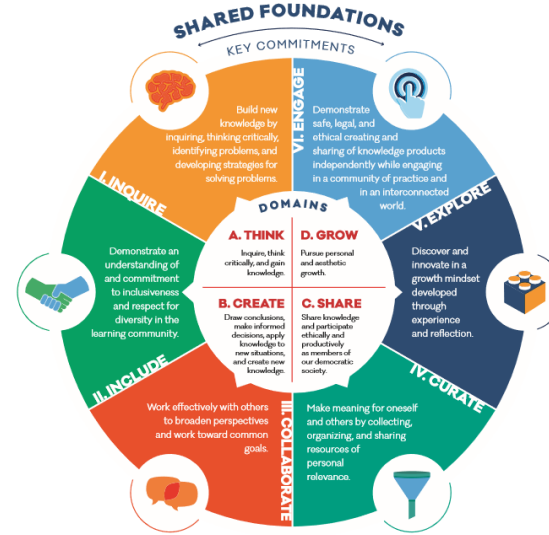 SHARED FOUNDATIONS
KEY COMMITMENTS
I. INQUIRE
Build new
knowledge by
inquiring, thinking critically,
identifying problems, and
developing strategies for
solving problems.
VI. ENGAGE
Demonstrate
safe, legal, and
ethical creating and
sharing of knowledge products
independently while engaging
in a community of practice and
in an interconnected
world.
II. INCLUDE
Demonstrate an
understanding of
and commitment
to inclusiveness
and respect for
diversity in the
learning community.
DOMAINS
A. THINK
Inquire, think
critically, and gain
knowledge.
D. GROW
Pursue personal
and aesthetic
growth.
B. CREATE
Draw conclusions,
make informed
decisions, apply
knowledge to
new situations,
and create new
knowledge.
C. SHARE
Share knowledge
and participate
ethically and
productively
as members of
our democratic
society.
V. EXPLORE
Discover and
innovate in a
growth mindset
developed
through
experience
and reflection.
III. COLLABORATE
Work effectively with others
to broaden perspectives
and work toward common
goals.
IV. CURATE
Make meaning for oneself
and others by collecting,
organizing, and sharing
resources of
personal
relevance.